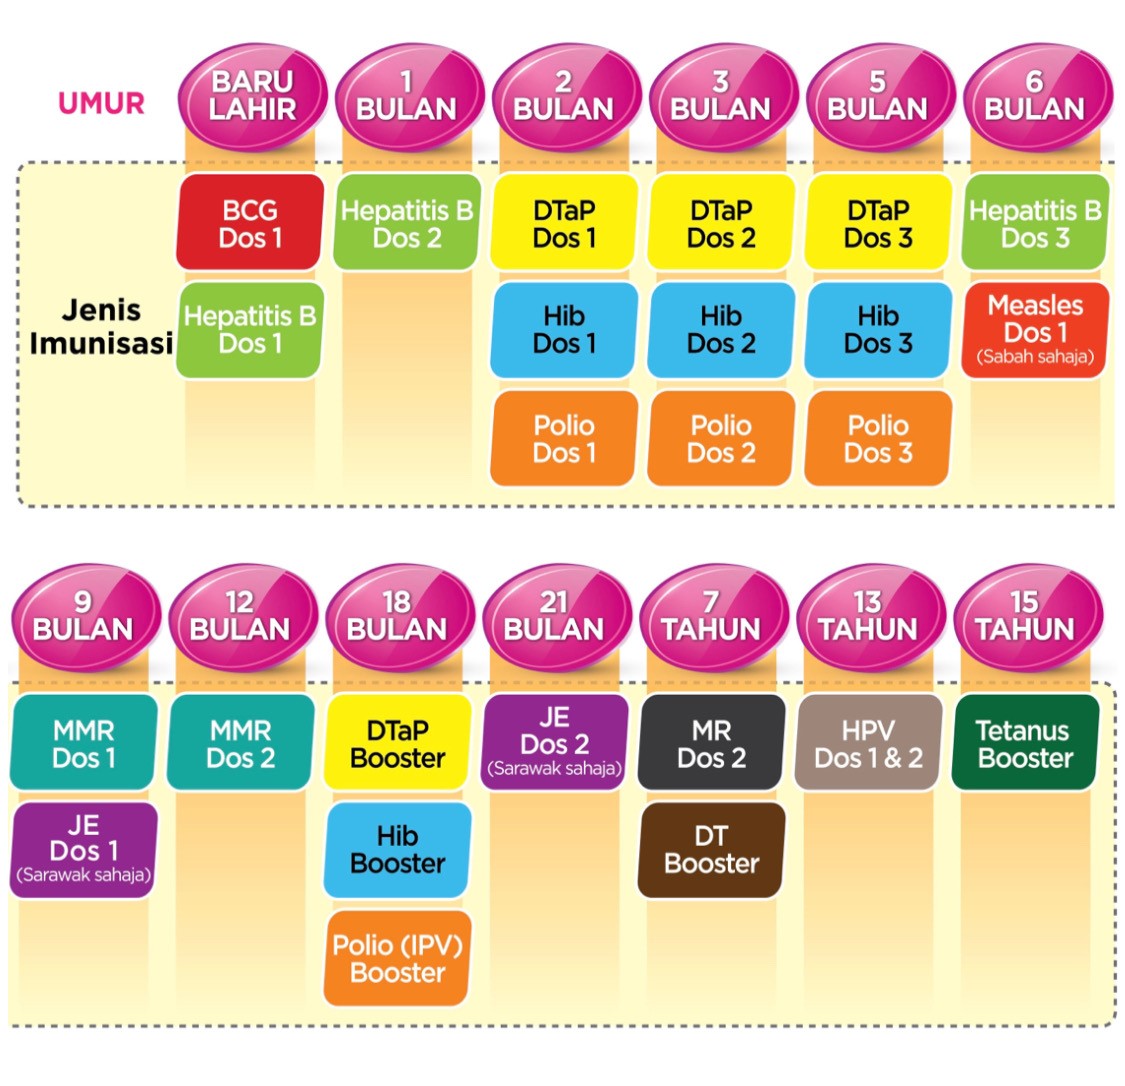 UMUR
BARU
LAHIR
1
BULAN
2
BULAN
3
BULAN
5
BULAN
6
BULAN
Jenis
Imunisasi
BCG
Dos 1
Hepatitis B
Dos 1
Hepatitis B
Dos 2
DTaP
Dos 1
Hib
Dos 1
Polio
Dos 1
DTaP
Dos 2
Hib
Dos 2
Polio
Dos 2
DTaP
Dos 3
Hib
Dos 3
Polio
Dos 3
Hepatitis B
Dos 3
Measles
Dos 1
(Sabah sahaja)
9
BULAN
12
BULAN
18
BULAN
21
BULAN
7
TAHUN
13
TAHUN
15
TAHUN
MMR
Dos 1
JE
Dos 1
(Sarawak sahaja)
MMR
Dos 2
DTaP
Booster
Hib
Booster
Polio (IPV)
Booster
JE
Dos 2
(Sarawak sahaja)
MR
Dos 2
DT
Booster
HPV
Dos 1 & 2
Tetanus
Booster